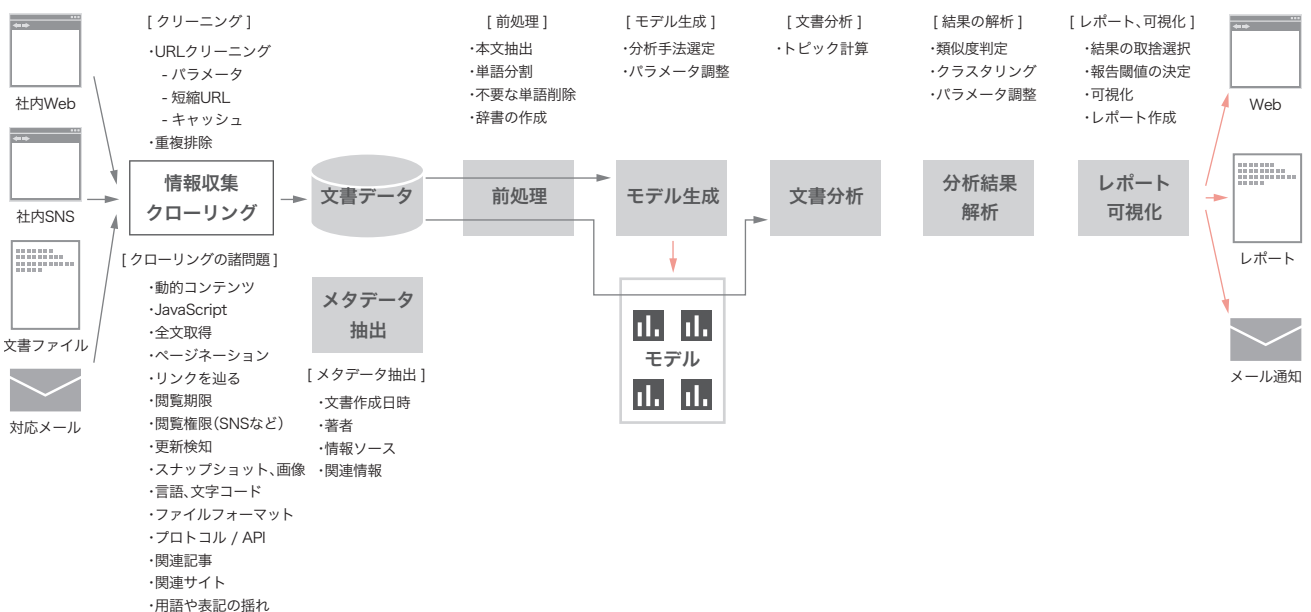 社内Web
社内SNS
文書ファイル
対応メール
[ クリーニング ]
・URLクリーニング
- パラメータ
- 短縮URL
- キャッシュ
・重複排除
情報収集
クローリング
[ クローリングの諸問題 ]
・動的コンテンツ
・JavaScript
・全文取得
・ページネーション
・リンクを辿る
・閲覧期限
・閲覧権限(SNSなど)
・更新検知
・スナップショット、画像
・言語、文字コード
・ファイルフォーマット
・プロトコル / API
・関連記事
・関連サイト
・用語や表記の揺れ
文書データ
メタデータ
抽出
[ メタデータ抽出 ]
・文書作成日時
・著者
・情報ソース
・関連情報
[ 前処理 ]
・本文抽出
・単語分割
・不要な単語削除
・辞書の作成
前処理
[ モデル生成 ]
・分析手法選定
・パラメータ調整
モデル生成
モデル
[ 文書分析 ]
・トピック計算
文書分析
[ 結果の解析 ]
・類似度判定
・クラスタリング
・パラメータ調整
分析結果
解析
[ レポート、可視化 ]
・結果の取捨選択
・報告閾値の決定
・可視化
・レポート作成
レポート
可視化
Web
レポート
メール通知